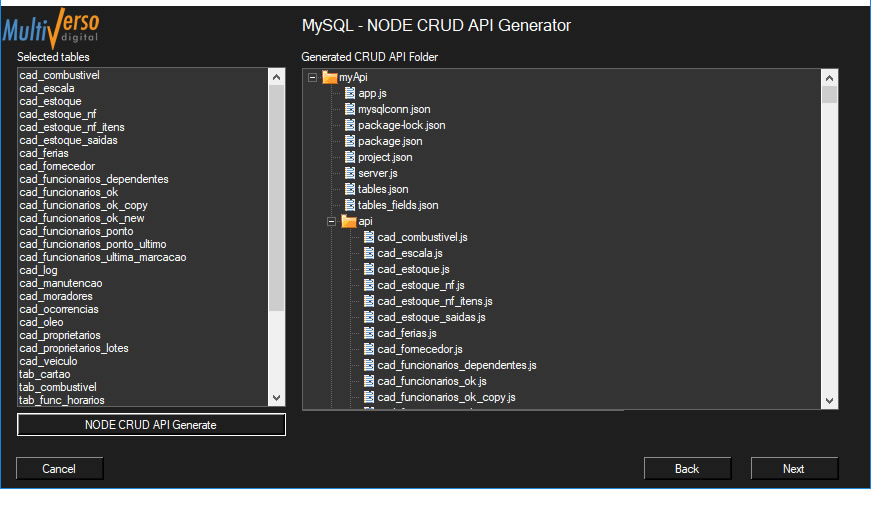 Multiverso
digital
MySQL - NODE CRUD API Generator
Selected tables
cad_combustivel
cad_escala
cad_estoque
cad_estoque_nf
cad_estoque_nf_itens
cad_estoque_saidas
cad_ferias
cad_fornecedor
cad_funcionarios_dependentes
cad_funcionarios_ok
cad_funcionarios_ok_copy
cad_funcionarios_ok_new
cad_funcionarios_ponto
cad_funcionarios_ponto_ultimo
cad_funcionarios_ultima_marcacao
cad_log
cad_manutencao
cad_moradores
cad_ocorrencias
cad_oleo
cad_proprietarios
cad_proprietarios_lotes
cad_veiculo
tab_cartao
tab_combustivel
tab_func_horarios
NODE CRUD API Generate
Generated CRUD API Folder
myApi
app.js
mysqlconn.json
package-lock.json
package.json
project.json
server.js
tables.json
tables_fields.json
api
cad_combustivel.js
cad_escala.js
cad_estoque.js
cad_estoque_nf.js
cad_estoque_nf_itens.js
cad_estoque_saidas.js
cad_ferias.js
cad_fornecedor.js
cad_funcionarios_dependentes.js
cad_funcionarios_ok.js
cad_funcionarios_ok_copy.js
Cancel
Back
Next